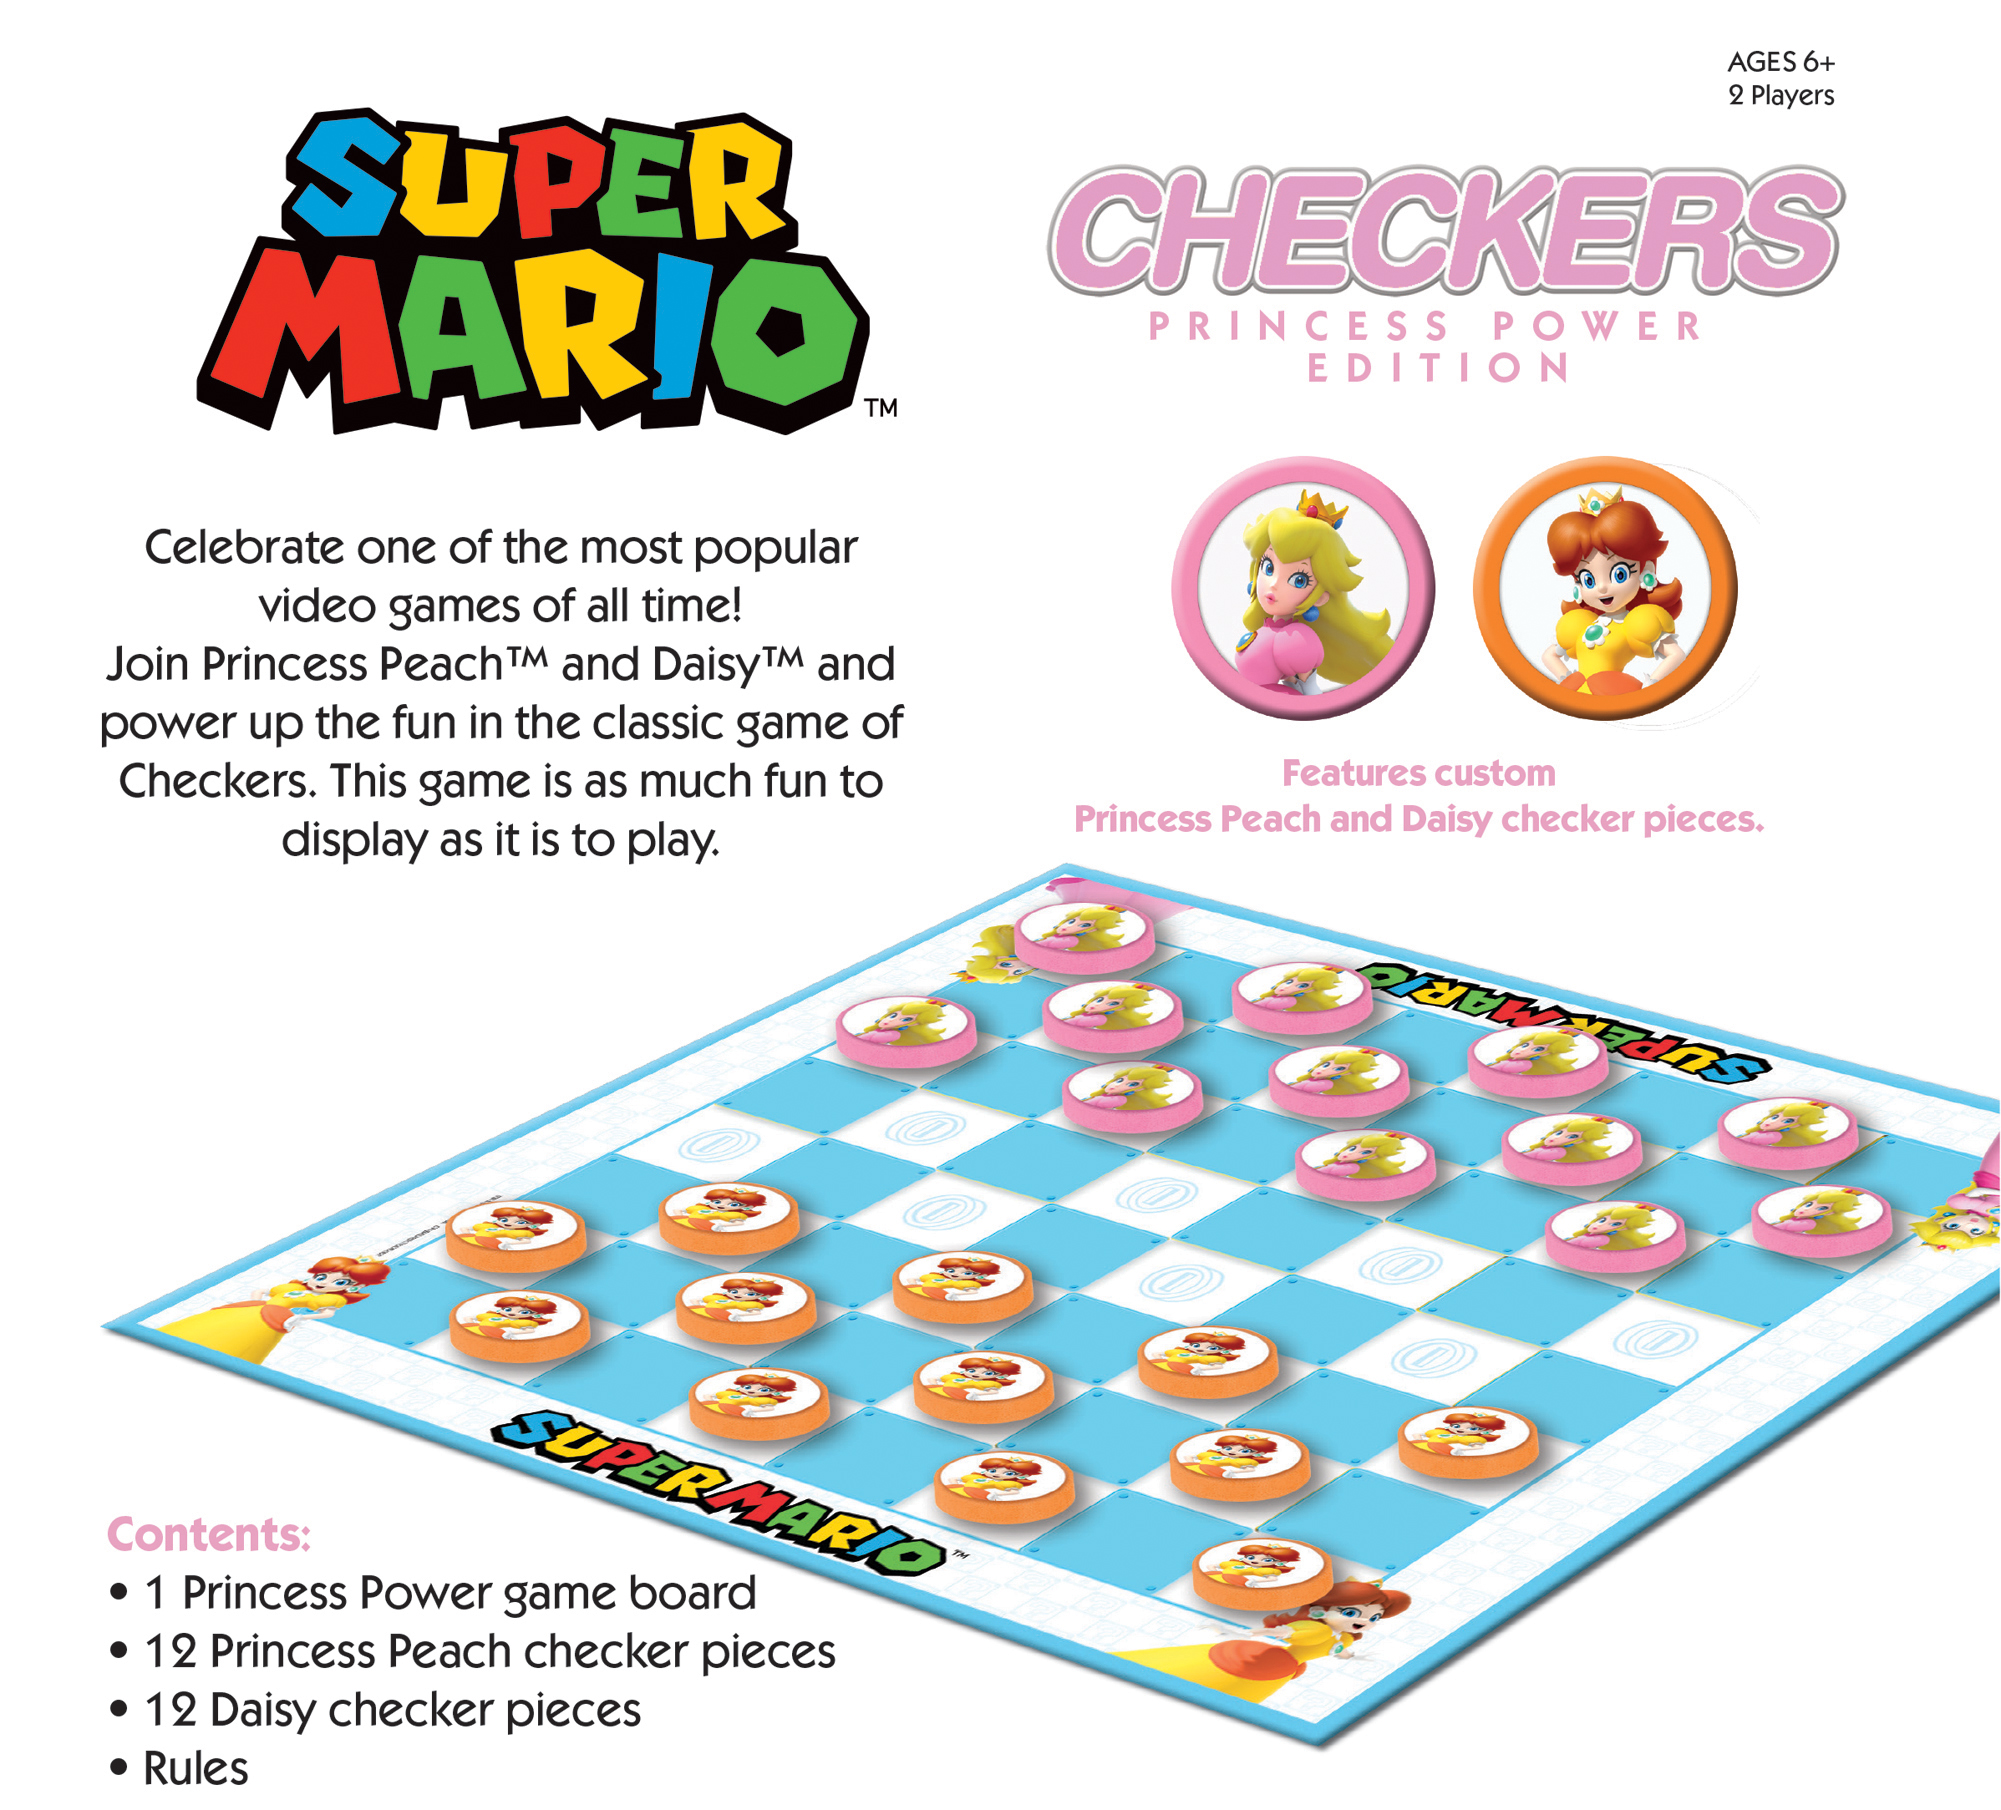 AGES 6+
2 Players
SUPER
MARIO™
CHECKERS
PRINCESS POWER
EDITION
Celebrate one of the most popular
video games of all time!
Join Princess Peach™ and Daisy™ and
power up the fun in the classic game of
Checkers. This game is as much fun to
display as it is to play.
Features custom
Princess Peach and Daisy checker pieces.
SUPER MARIO
SUPER MARIO™
Contents:
• 1 Princess Power game board
• 12 Princess Peach checker pieces
• 12 Daisy checker pieces
• Rules